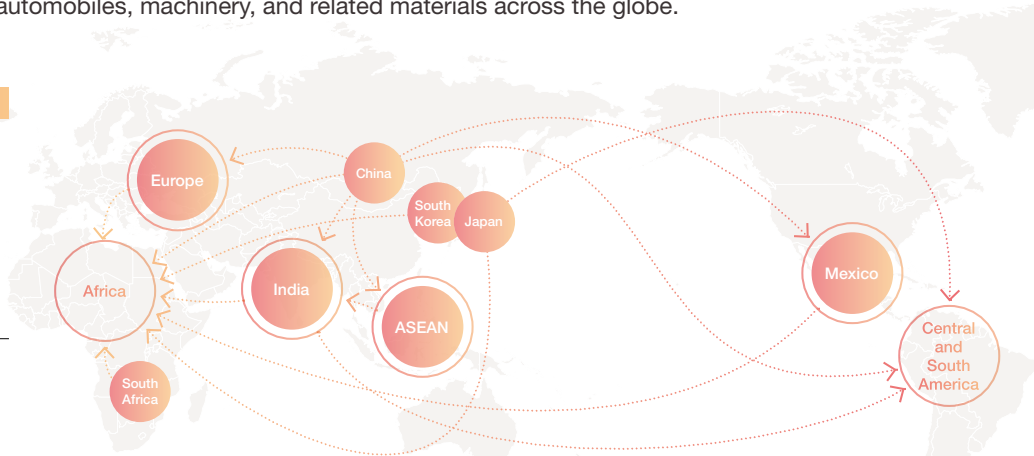 automobiles, machinery, and related materials across the globe.
Europe
China
South
Korea
Japan
Africa
India
ASEAN
Mexico
South
Africa
Central
and
South
America